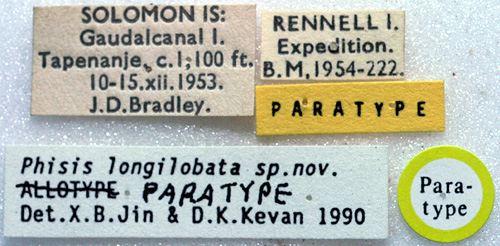 SOLOMON IS:
Gaudalcanal I.
Tapenanje, c.1;100 ft.
10-15.xii.1953.
J.D.Bradley.
RENNELL I.
Expedition.
B.M,1954-222.
PARATYPE
Phisis longilobata sp.nov.
ALLOTYPE PARATYPE
Det.X.B.Jin & D.K.Kevan 1990
Para-
type